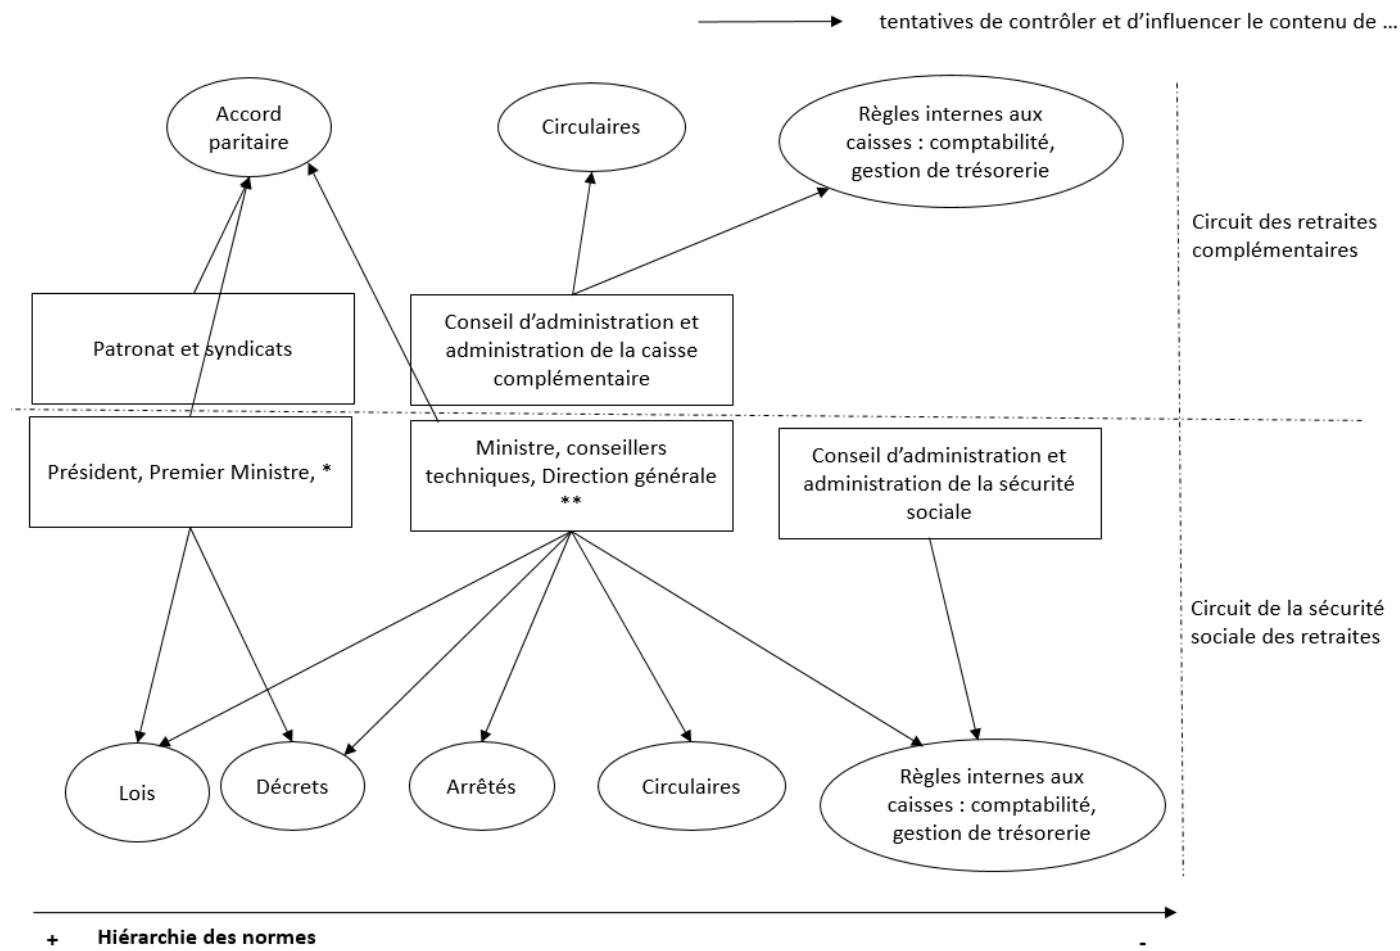 tentatives de contrôler et d’influencer le contenu de …
Accord
paritaire
Circulaires
Règles internes aux
caisses : comptabilité,
gestion de trésorerie
Circuit des retraites
complémentaires
Patronat et syndicats
Conseil d’administration et
administration de la caisse
complémentaire
Président, Premier Ministre, *
Ministre, conseillers
techniques, Direction générale
**
Conseil d’administration et
administration de la sécurité
sociale
Circuit de la sécurité
sociale des retraites
Lois
Décrets
Arrêtés
Circulaires
Règles internes aux
caisses : comptabilité,
gestion de trésorerie
+ Hiérarchie des normes -